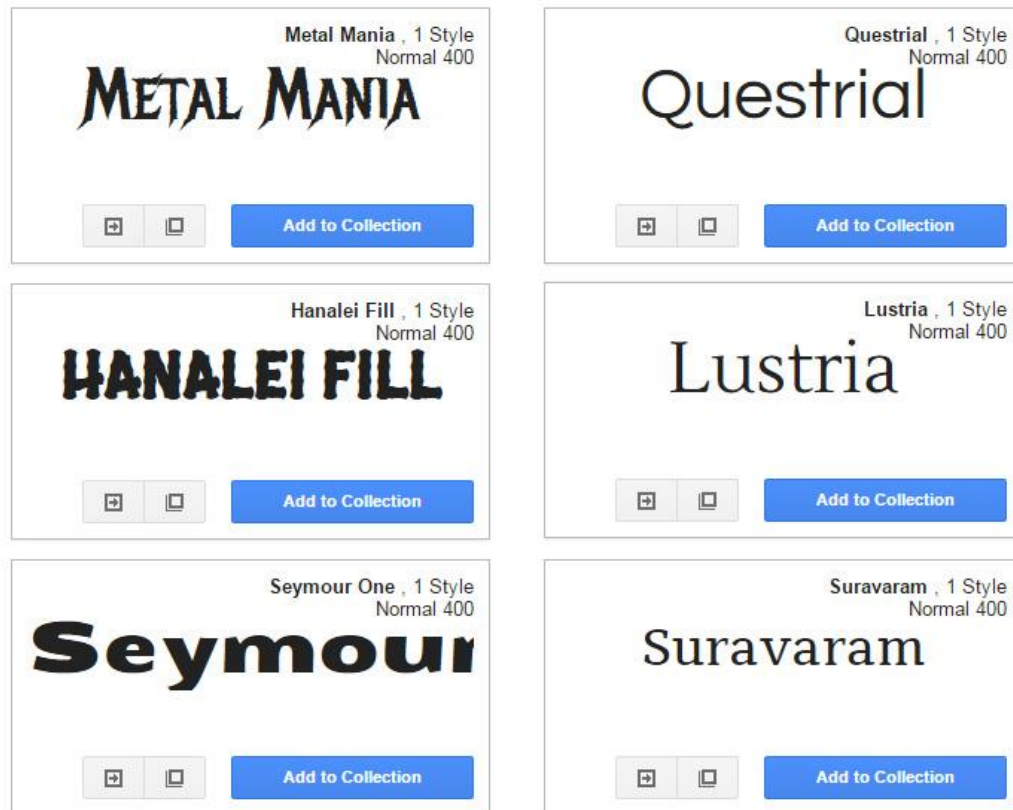 Metal Mania , 1 Style
Normal 400
METAL MANIA
Add to Collection
Questrial , 1 Style
Normal 400
Questrial
Add to Collection
Hanalei Fill , 1 Style
Normal 400
HANALEI FILL
Add to Collection
Lustria , 1 Style
Normal 400
Lustria
Add to Collection
Seymour One , 1 Style
Normal 400
Seymour
Add to Collection
Suravaram , 1 Style
Normal 400
Suravaram
Add to Collection